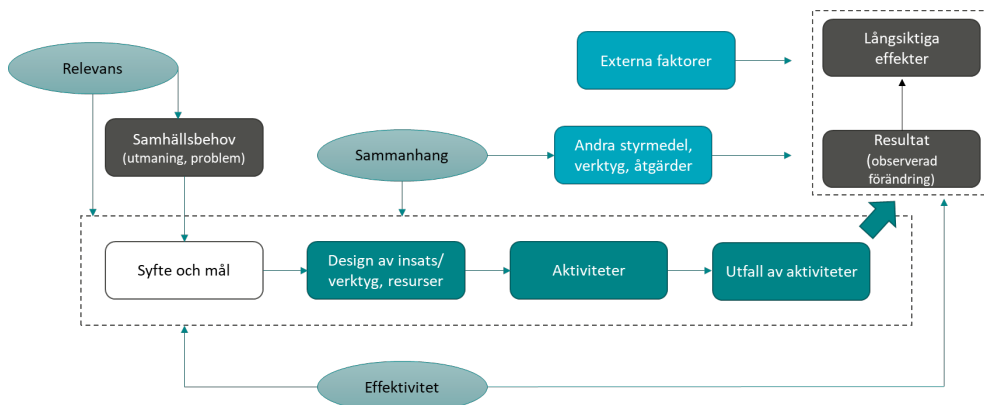 Relevans
Samhällsbehov
(utmaning, problem)
Sammanhang
Externa faktorer
Andra styrmedel,
verktyg, åtgärder
Långsiktiga
effekter
Resultat
(observerad
förändring)
Syfte och mål
Design av insats/
verktyg, resurser
Aktiviteter
Utfall av aktiviteter
Effektivitet